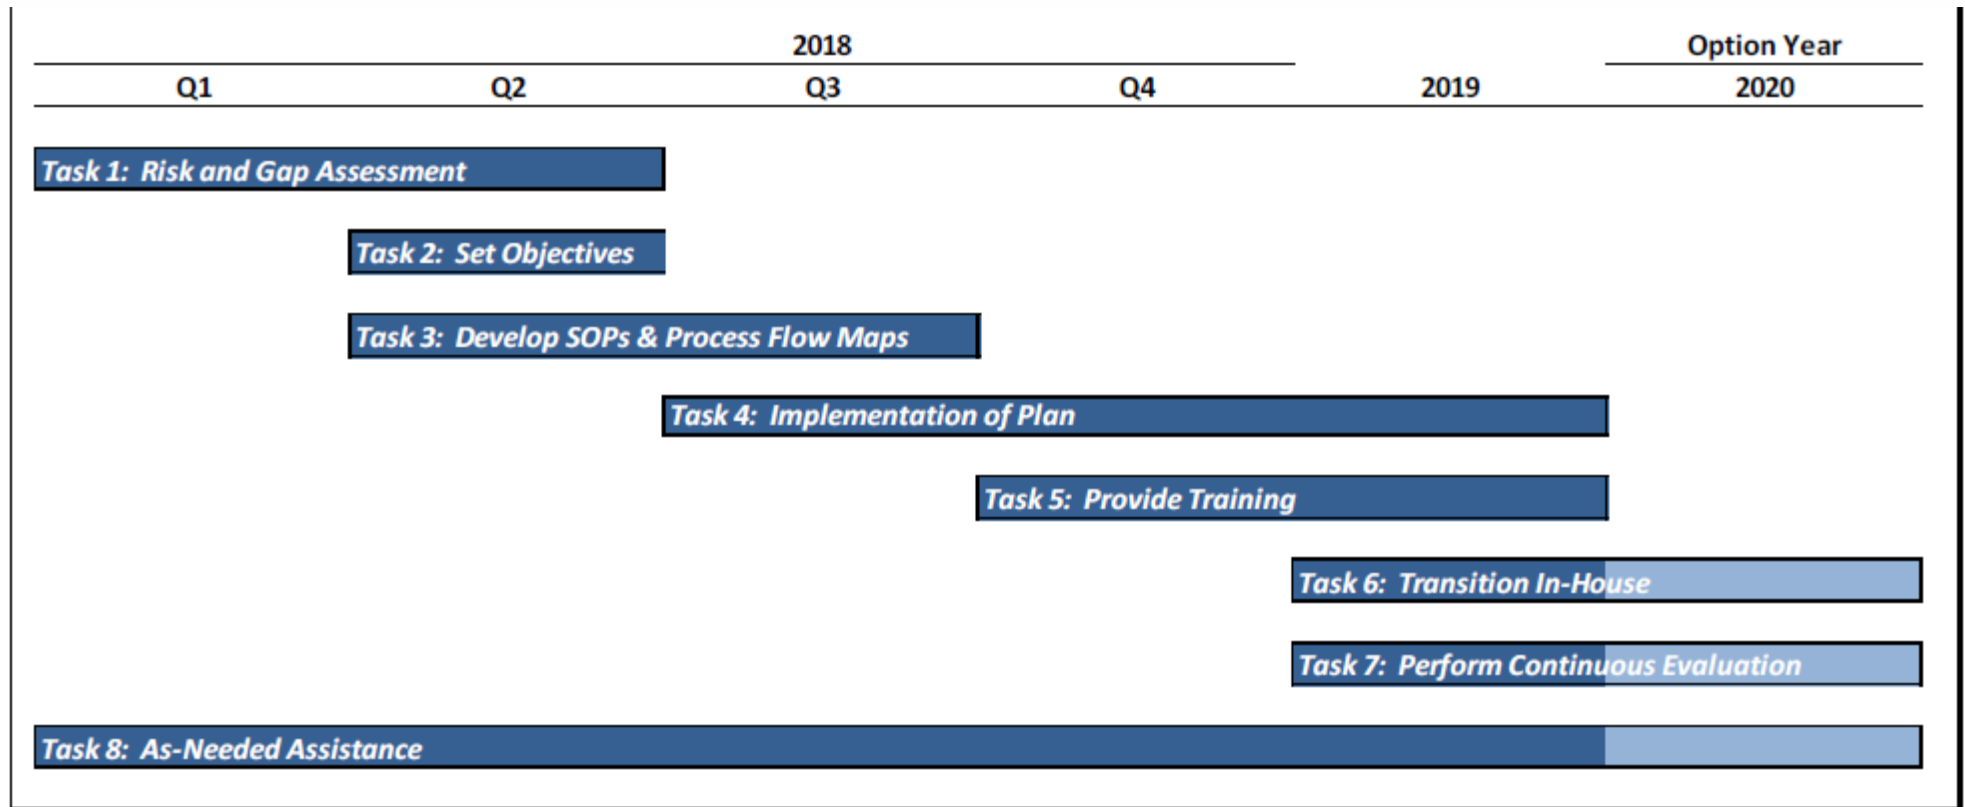 2018 Option Year
Q1 Q2 Q3 Q4 2019 2020
Task 1: Risk and Gap Assessment
Task 2: Set Objectives
Task 3: Develop SOPs & Process Flow Maps
Task 4: Implementation of Plan
Task 5: Provide Training
Task 6: Transition In-House
Task 7: Perform Continuous Evaluation
Task 8: As-Needed Assistance